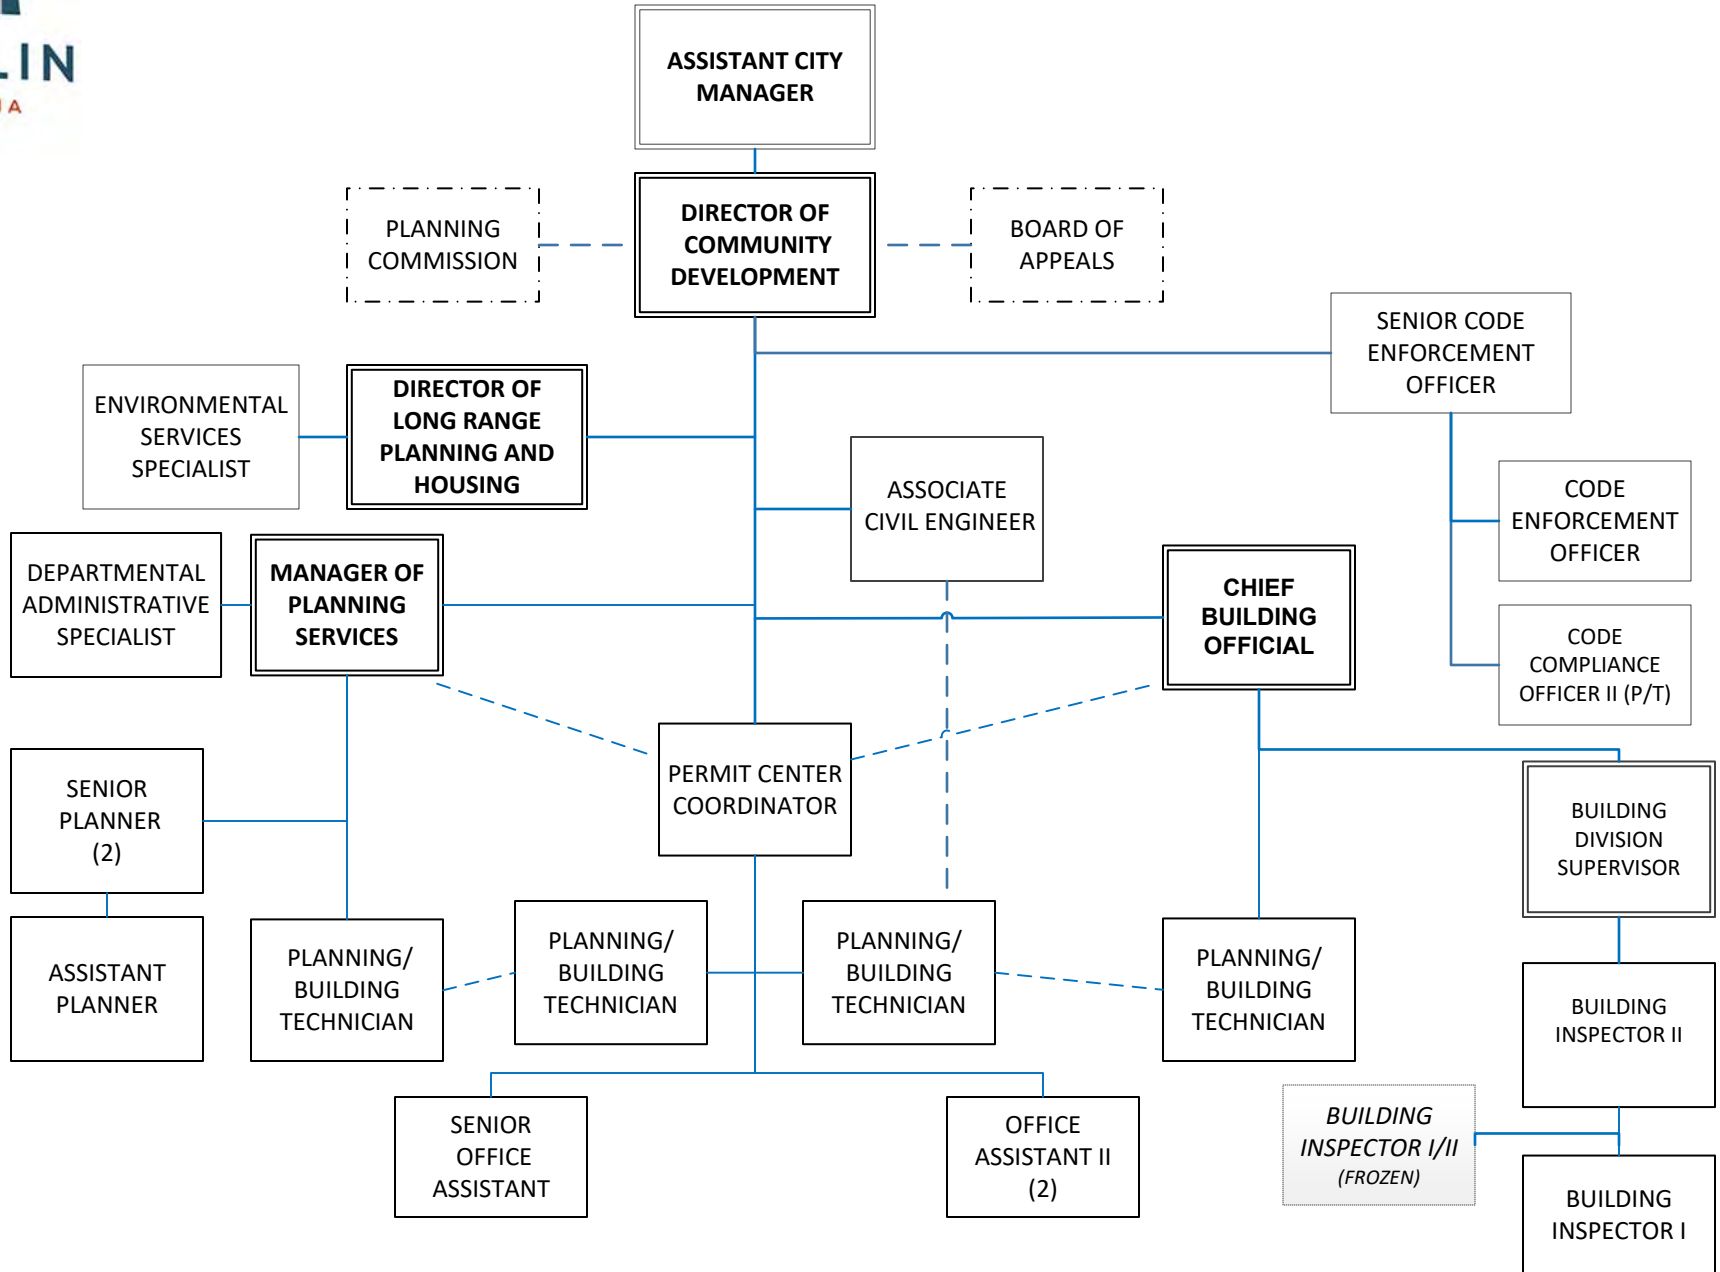 LIN
ASSISTANT CITY
MANAGER
PLANNING
COMMISSION
DIRECTOR OF
COMMUNITY
DEVELOPMENT
BOARD OF
APPEALS
SENIOR CODE
ENFORCEMENT
OFFICER
ENVIRONMENTAL
SERVICES
SPECIALIST
DIRECTOR OF
LONG RANGE
PLANNING AND
HOUSING
ASSOCIATE
CIVIL ENGINEER
CODE
ENFORCEMENT
OFFICER
DEPARTMENTAL
ADMINISTRATIVE
SPECIALIST
MANAGER OF
PLANNING
SERVICES
CHIEF
BUILDING
OFFICIAL
CODE
COMPLIANCE
OFFICER II (P/T)
SENIOR
PLANNER
(2)
PERMIT CENTER
COORDINATOR
BUILDING
DIVISION
SUPERVISOR
ASSISTANT
PLANNER
PLANNING/
BUILDING
TECHNICIAN
PLANNING/
BUILDING
TECHNICIAN
PLANNING/
BUILDING
TECHNICIAN
PLANNING/
BUILDING
TECHNICIAN
BUILDING
INSPECTOR II
SENIOR
OFFICE
ASSISTANT
OFFICE
ASSISTANT II
(2)
BUILDING
INSPECTOR I/II
(FROZEN)
BUILDING
INSPECTOR I